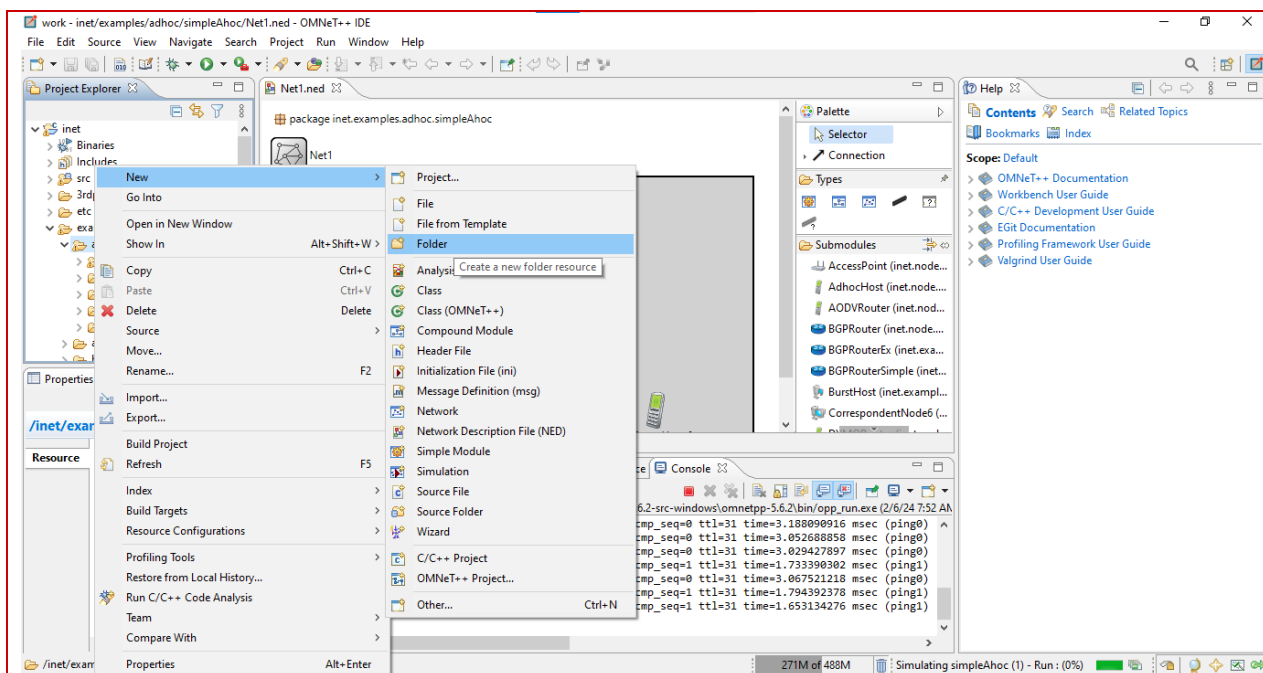 work - inet/examples/adhoc/simpleAhoc/Net1.ned - OMNeT++ IDE
File Edit Source View Navigate Search Project Run Window Help
Project Explorer
inet
Binaries
Includes
src
3rdp
etc
exa
Net1.ned
package inet.examples.adhoc.simpleAhoc
Net1
New
Go Into
Open in New Window
Show In Alt+Shift+W >
Copy Ctrl+C
Paste Ctrl+V
Delete Delete
Source
Move...
Rename... F2
Import...
Export...
Build Project
Refresh F5
Index
Build Targets
Resource Configurations
Profiling Tools
Restore from Local History...
Run C/C++ Code Analysis
Team
Compare With
Properties Alt+Enter
Project...
File
File from Template
Folder
Create a new folder resource
Analysis
Class
Class (OMNeT++)
Compound Module
Header File
Initialization File (ini)
Message Definition (msg)
Network
Network Description File (NED)
Simple Module
Simulation
Source File
Source Folder
Wizard
C/C++ Project
OMNeT++ Project...
Other... Ctrl+N
Palette
Selector
Connection
Types
Submodules
AccessPoint (inet.node...
AdhocHost (inet.node....
AODVRouter (inet.node...
BGPRouter (inet.node....
BGPRouterEx (inet.exa...
BGPRouterSimple (inet...
BurstHost (inet.exampl...
CorrespondentNode6 (...
Help
Contents Search Related Topics
Bookmarks Index
Scope: Default
OMNeT++ Documentation
Workbench User Guide
C/C++ Development User Guide
EGit Documentation
Profiling Framework User Guide
Valgrind User Guide
Properties
/inet/exar
Resource
Console
6.2-src-windows\omnetpp-5.6.2\bin/opp_run.exe (2/6/24 7:52 AM
cmp_seq=0 ttl=31 time=3.188090916 msec (ping0)
cmp_seq=0 ttl=31 time=3.052688858 msec (ping0)
cmp_seq=0 ttl=31 time=3.029427897 msec (ping0)
cmp_seq=1 ttl=31 time=1.733390302 msec (ping1)
cmp_seq=0 ttl=31 time=3.067521218 msec (ping0)
cmp_seq=1 ttl=31 time=1.794392378 msec (ping1)
cmp_seq=1 ttl=31 time=1.653134276 msec (ping1)
/inet/exam
271M of 488M
Simulating simpleAhoc (1) - Run : (0%)